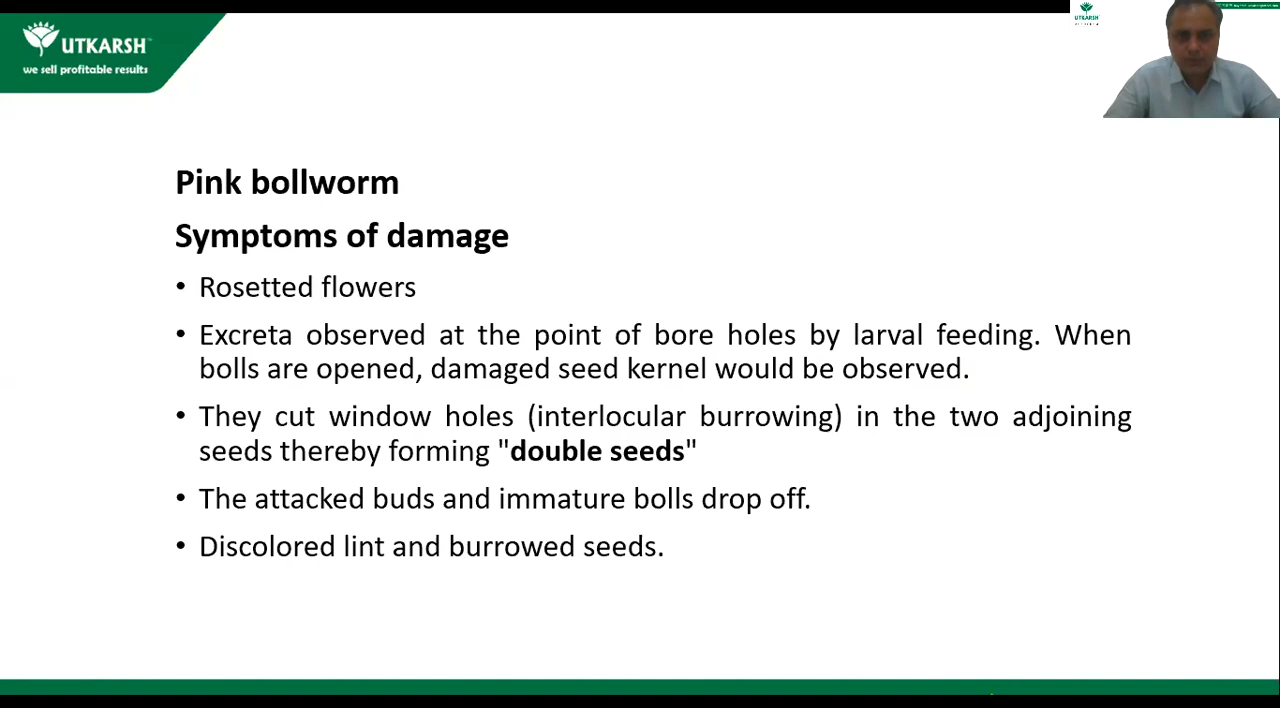 UTKARSH
we sell profitable results
UTKARSH
Pink bollworm
Symptoms of damage
• Rosetted flowers
• Excreta observed at the point of bore holes by larval feeding. When
bolls are opened, damaged seed kernel would be observed.
• They cut window holes (interlocular burrowing) in the two adjoining
seeds thereby forming "double seeds"
• The attacked buds and immature bolls drop off.
• Discolored lint and burrowed seeds.